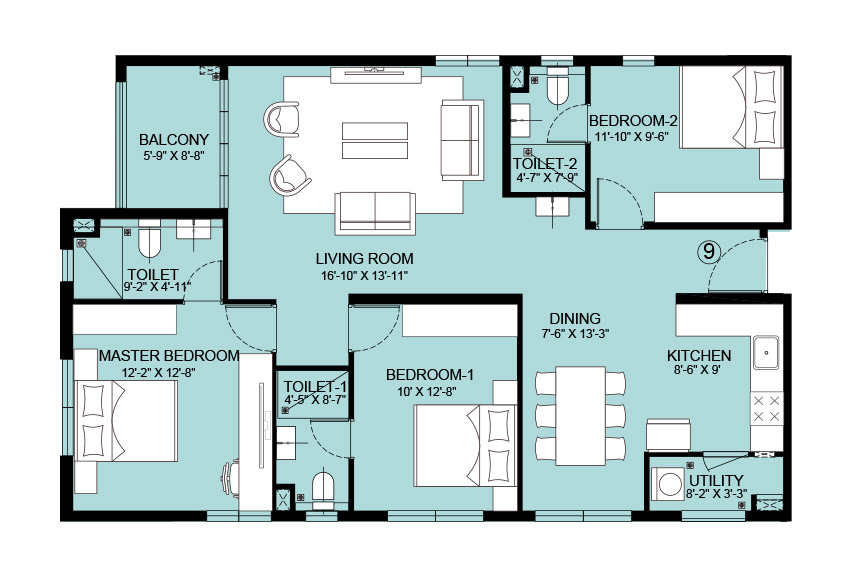 BALCONY
5'-9" X 8'-8"
BEDROOM-2
11'-10" X 9'-6"
TOILET-2
4'-7" X 7'-9"
LIVING ROOM
16'-10" X 13'-11"
9
TOILET
9'-2" X 4'-11"
DINING
7'-6" X 13'-3"
MASTER BEDROOM
12'-2" X 12'-8"
KITCHEN
8'-6" X 9'
TOILET-1
4'-5" X 8'-7"
BEDROOM-1
10' X 12'-8"
UTILITY
8'-2" X 3'-3"